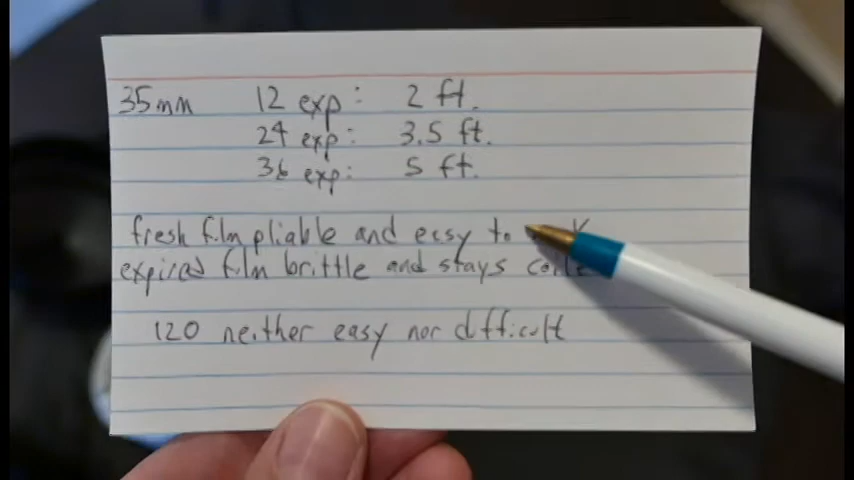 35mm 12 exp: 2 ft.
24 exp: 3.5 ft.
36 exp: 5 ft.
fresh film pliable and easy to
expired film brittle and stays
120 neither easy nor difficult